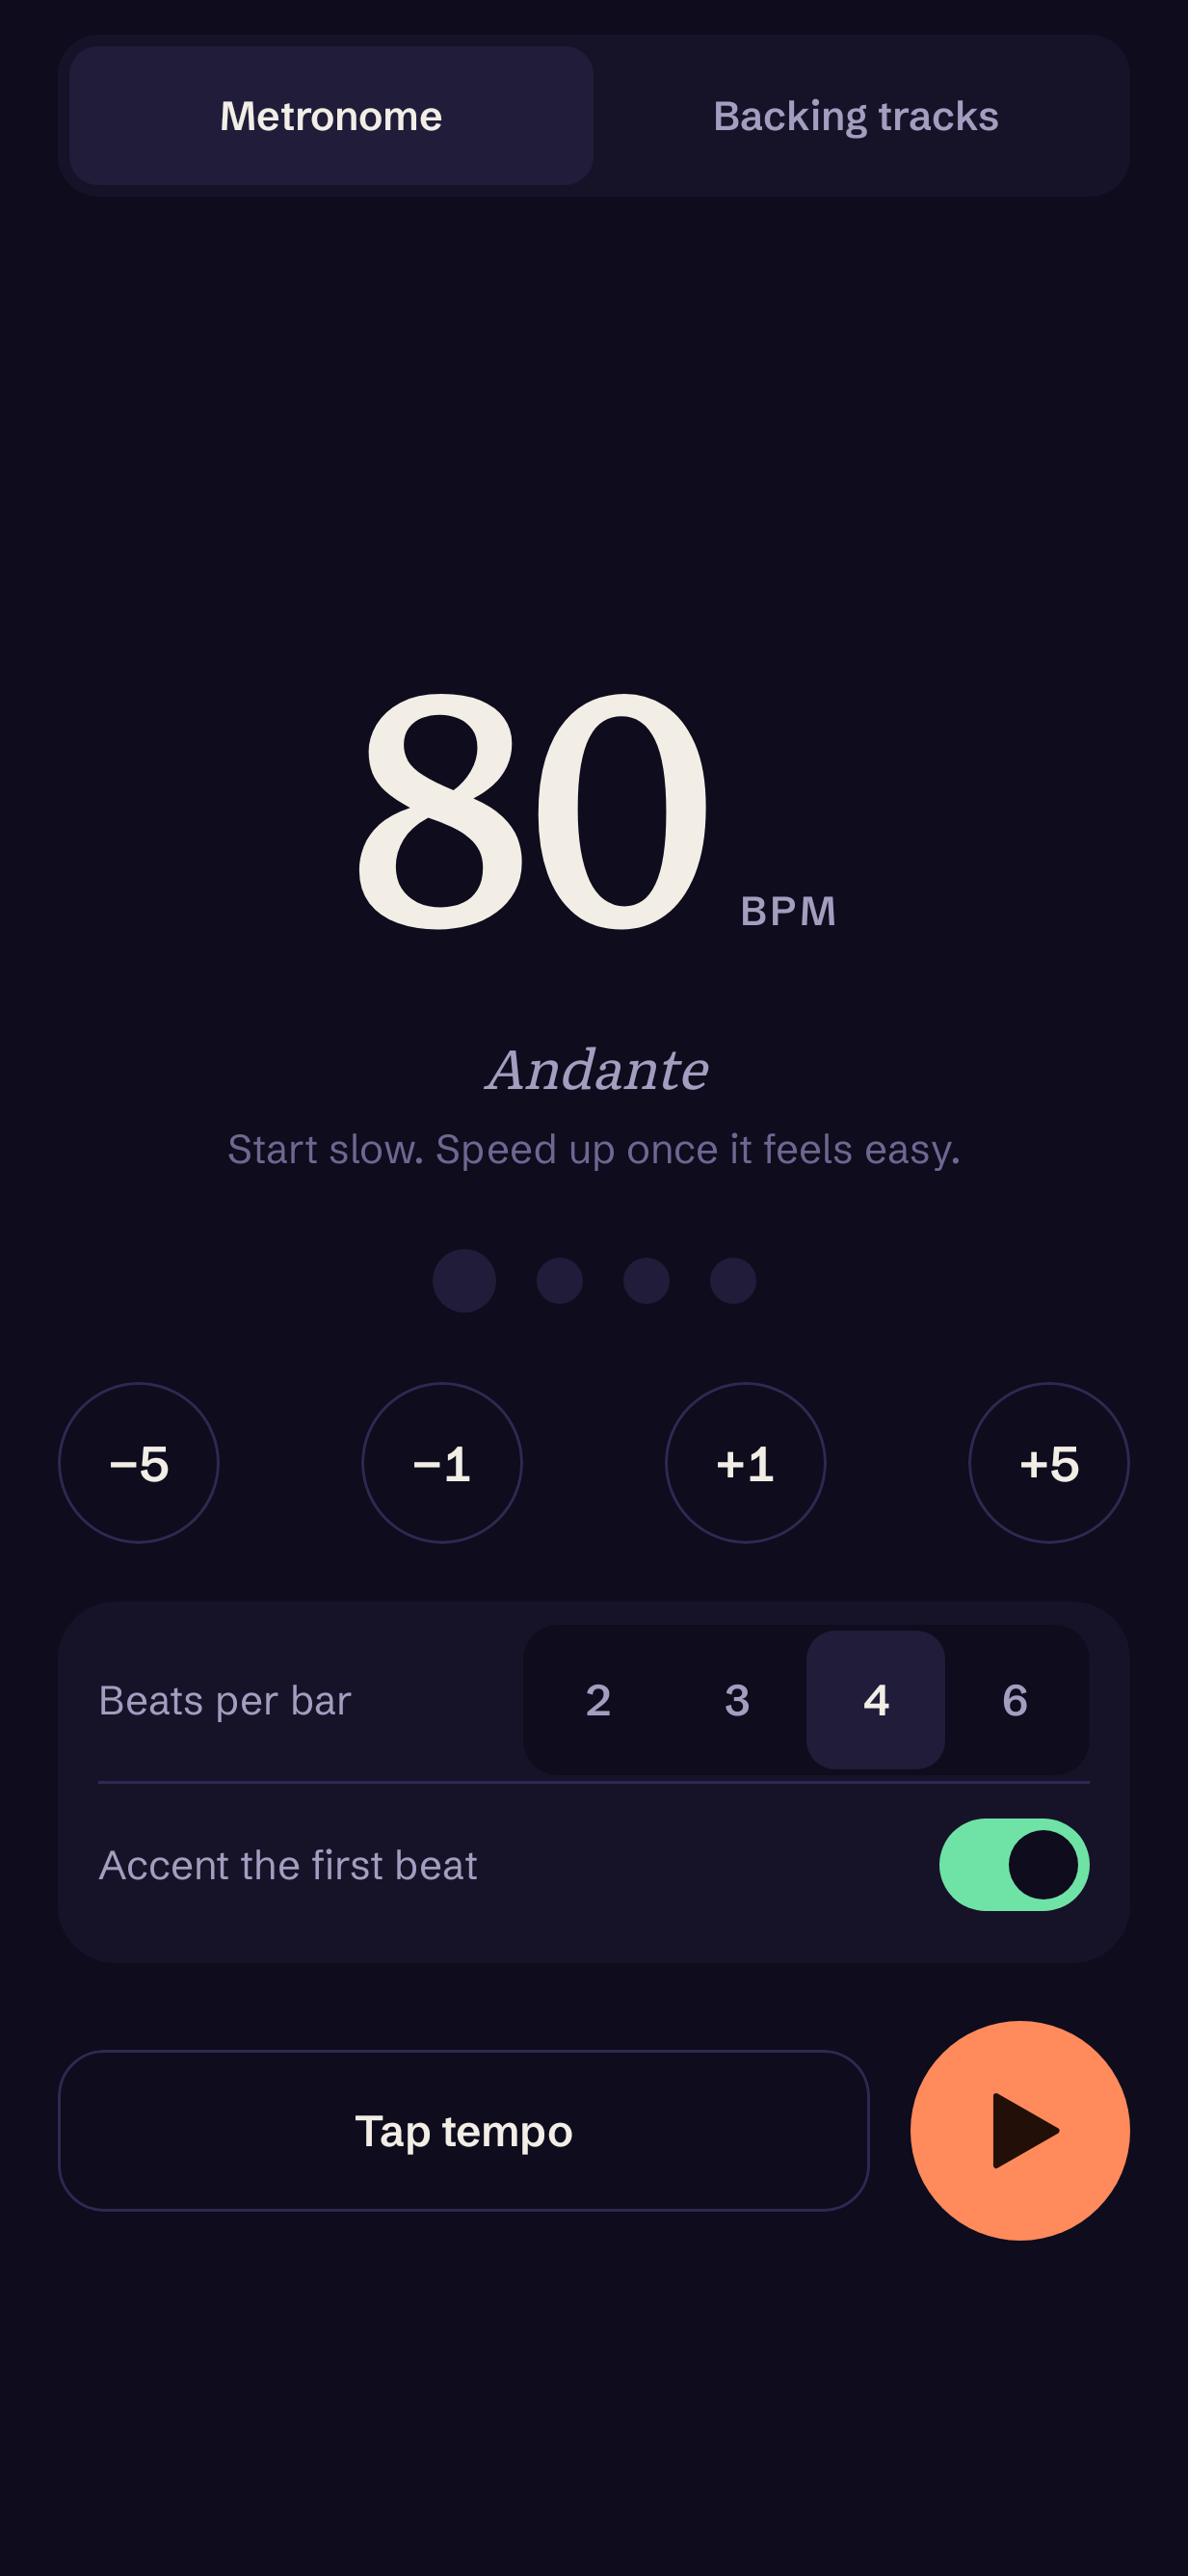 Metronome Backing tracks
80 BPM
Andante
Start slow. Speed up once it feels easy.
−5 −1 +1 +5
Beats per bar 2 3 4 6
Accent the first beat
Tap tempo